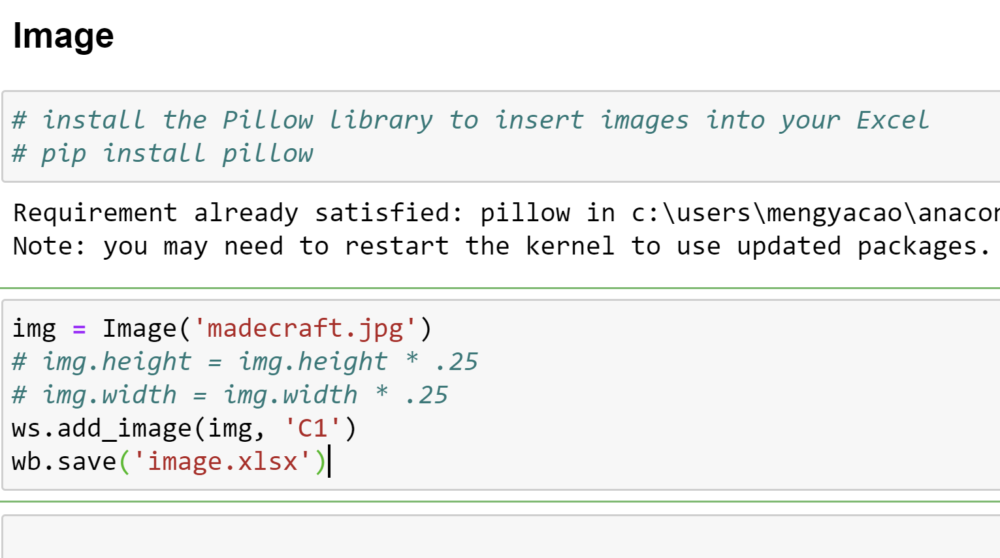 Image
# install the Pillow library to insert images into your Excel
# pip install pillow
Requirement already satisfied: pillow in c:\users\mengyacao\anacon
Note: you may need to restart the kernel to use updated packages.
img = Image('madecraft.jpg')
# img.height = img.height * .25
# img.width = img.width * .25
ws.add_image(img, 'C1')
wb.save('image.xlsx')